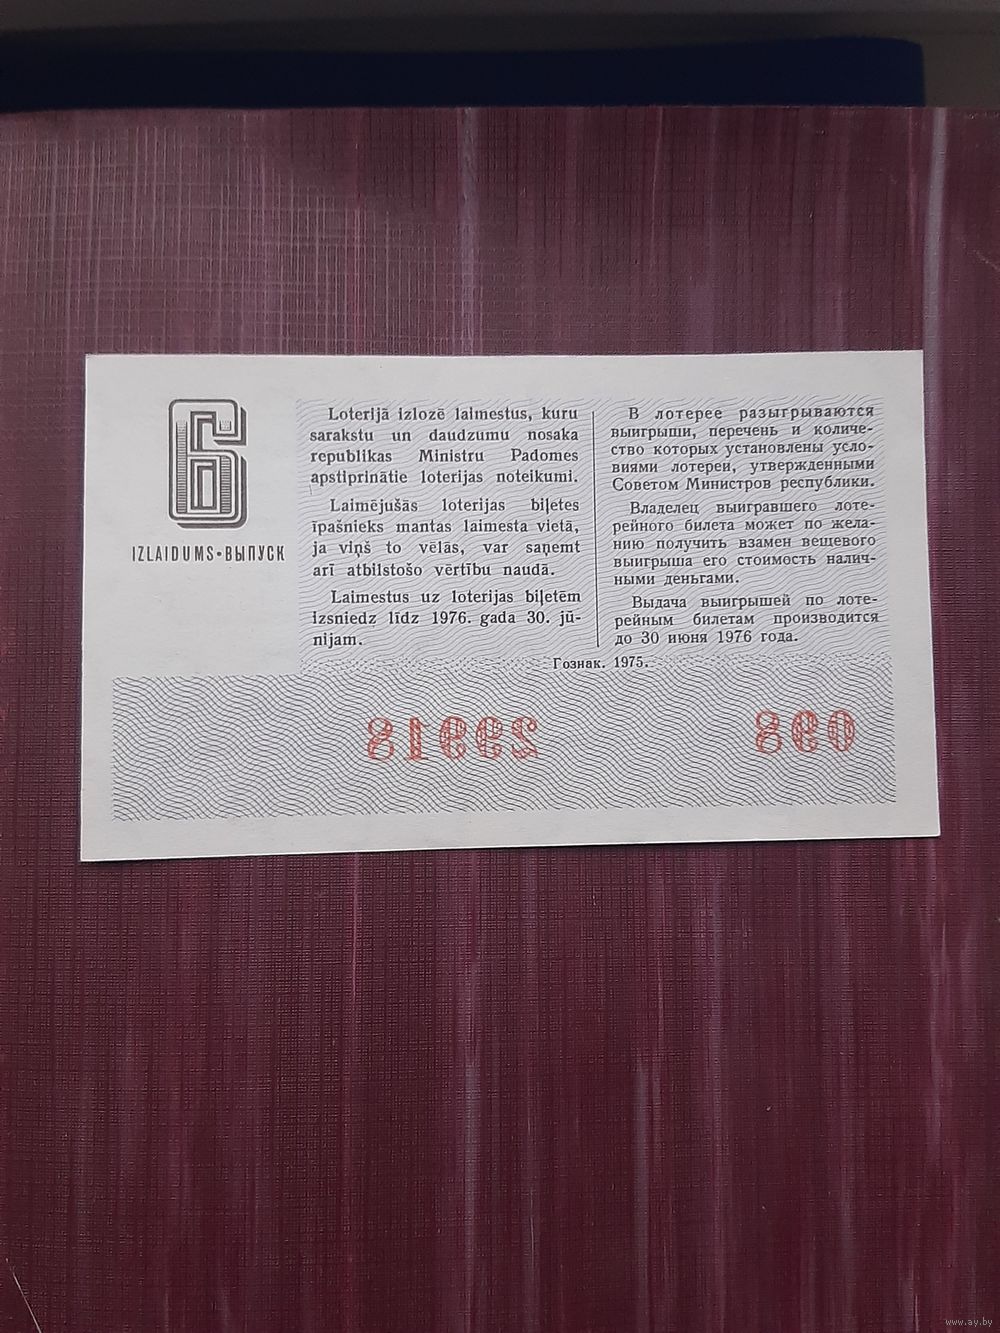 6
IZLAIDUMS•ВЫПУСК
Loterijā izlozē laimestus, kuru
sarakstu un daudzumu nosaka
republikas Ministru Padomes
apstiprinātie loterijas noteikumi.
Laimējušās loterijas biļetes
īpašnieks mantas laimesta vietā,
ja viņš to vēlās, var saņemt
arī atbilstošo vērtību naudā.
Laimestus uz loterijas biļetēm
izsniedz līdz 1976. gada 30. jū-
nijam.
В лотерее разыгрываются
выигрыши, перечень и количе-
ство которых установлены усло-
виями лотереи, утвержденными
Советом Министров республики.
Владелец выигравшего лоте-
рейного билета может по жела-
нию получить взамен вещевого
выигрыша его стоимость налич-
ными деньгами.
Выдача выигрышей по лоте-
рейным билетам производится
до 30 июня 1976 года.
Гознак. 1975.
29918
098
www.ay.by